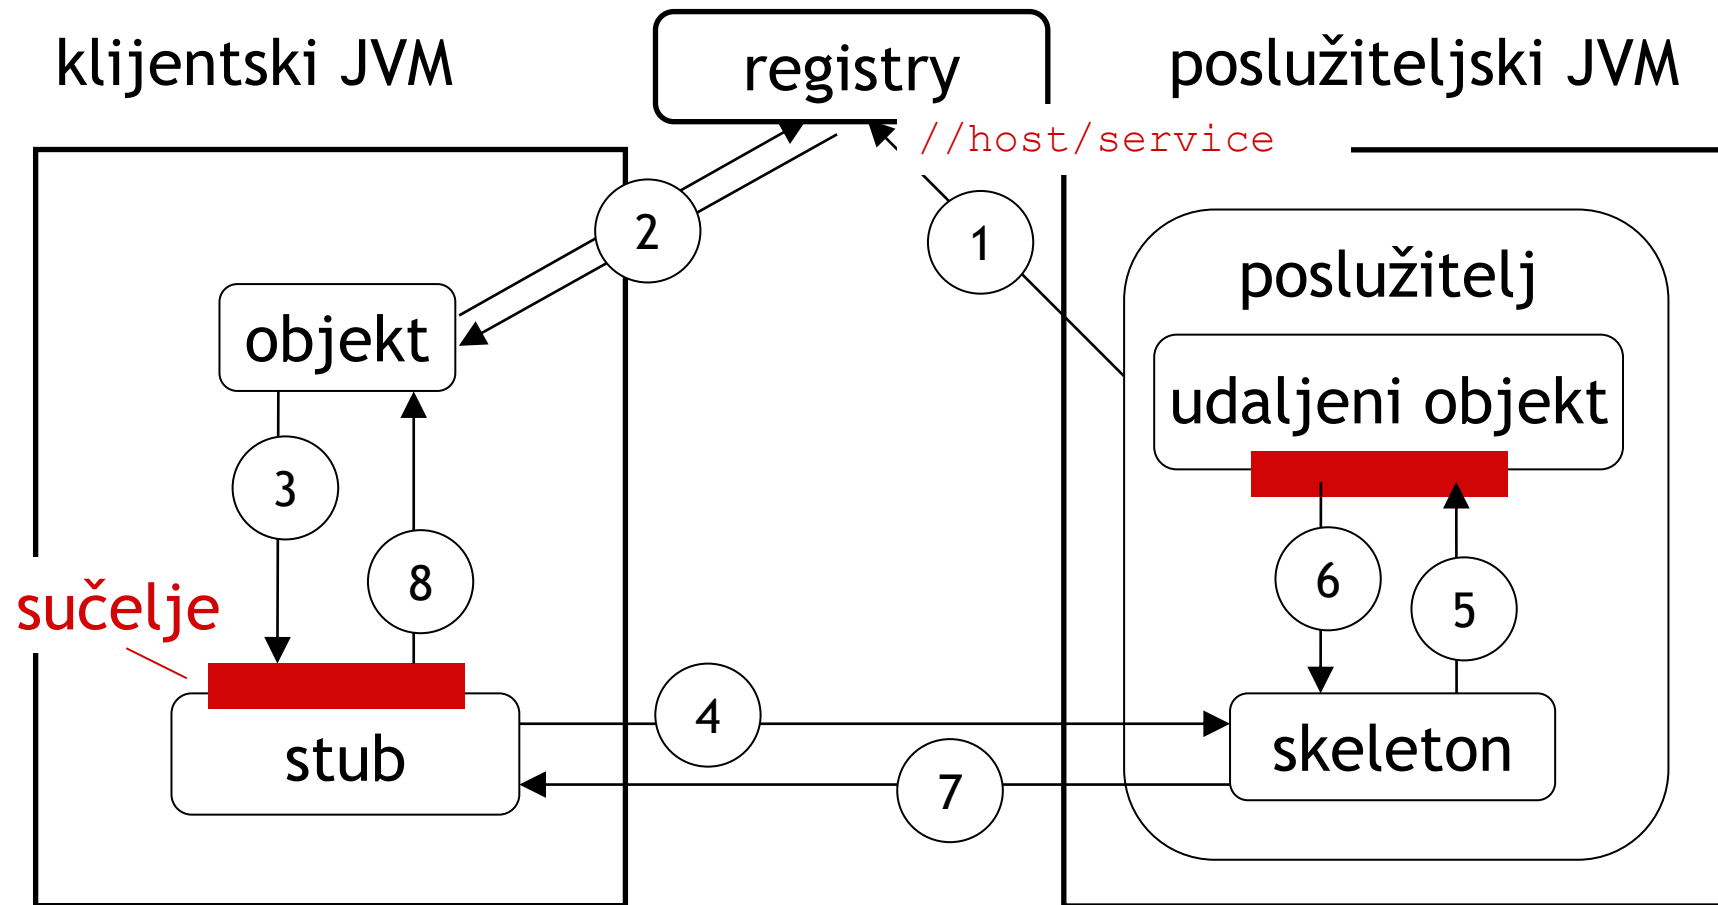 klijentski JVM
registry
poslužiteljski JVM
//host/service
2
1
poslužitelj
objekt
udaljeni objekt
3
8
6
5
sučelje
4
stub
skeleton
7